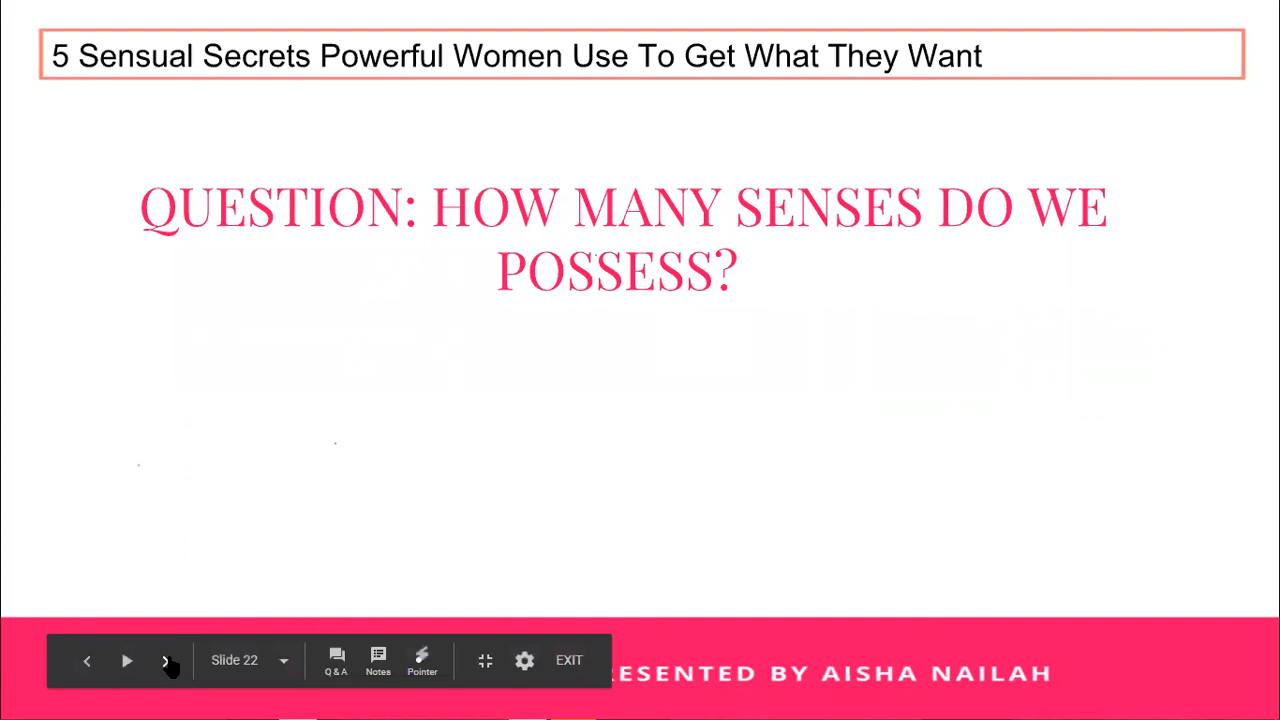 5 Sensual Secrets Powerful Women Use To Get What They Want
QUESTION: HOW MANY SENSES DO WE
POSSESS?
Slide 22
Q & A
Notes
Pointer
EXIT
RESENTED BY AISHA NAILAH